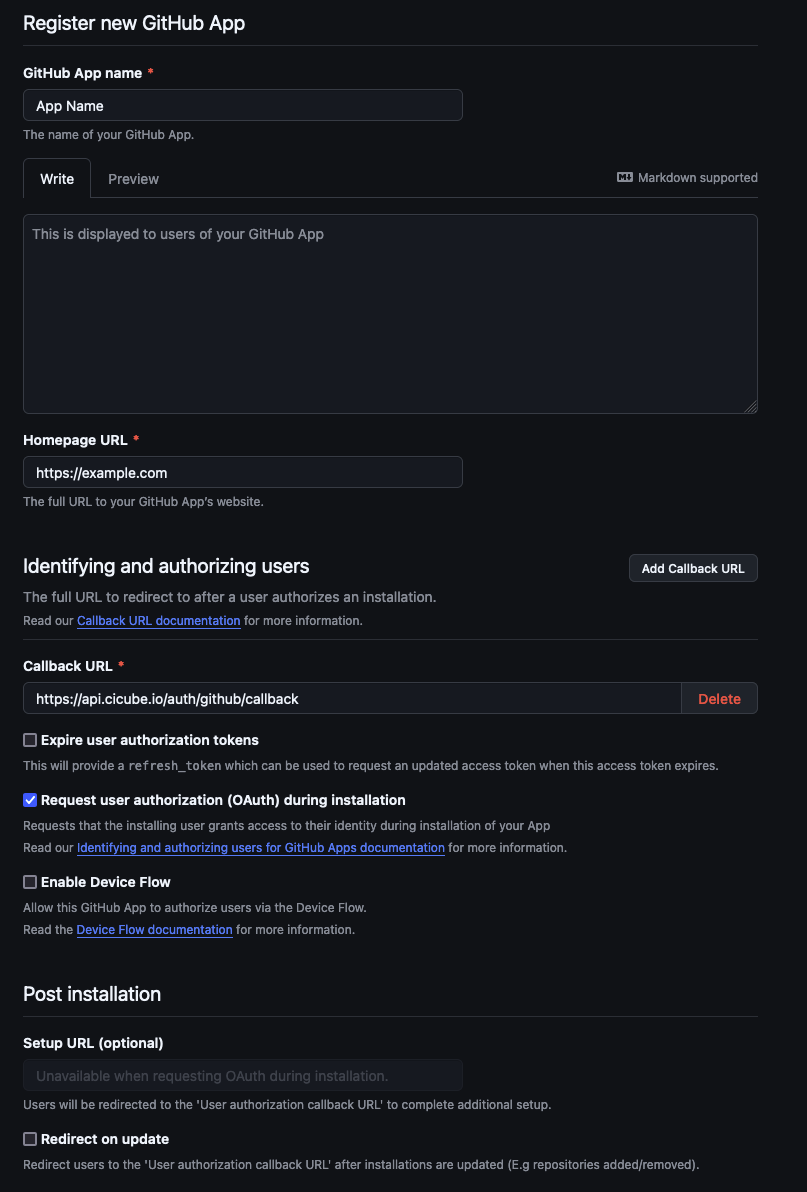 Register new GitHub App
GitHub App name *
App Name
The name of your GitHub App.
Write
Preview
Markdown supported
This is displayed to users of your GitHub App
Homepage URL *
https://example.com
The full URL to your GitHub App's website.
Identifying and authorizing users
Add Callback URL
The full URL to redirect to after a user authorizes an installation.
Read our Callback URL documentation for more information.
Callback URL *
https://api.cicube.io/auth/github/callback
Delete
Expire user authorization tokens
This will provide a refresh_token which can be used to request an updated access token when this access token expires.
Request user authorization (OAuth) during installation
Requests that the installing user grants access to their identity during installation of your App
Read our Identifying and authorizing users for GitHub Apps documentation for more information.
Enable Device Flow
Allow this GitHub App to authorize users via the Device Flow.
Read the Device Flow documentation for more information.
Post installation
Setup URL (optional)
Unavailable when requesting OAuth during installation.
Users will be redirected to the 'User authorization callback URL' to complete additional setup.
Redirect on update
Redirect users to the 'User authorization callback URL' after installations are updated (E.g repositories added/removed).